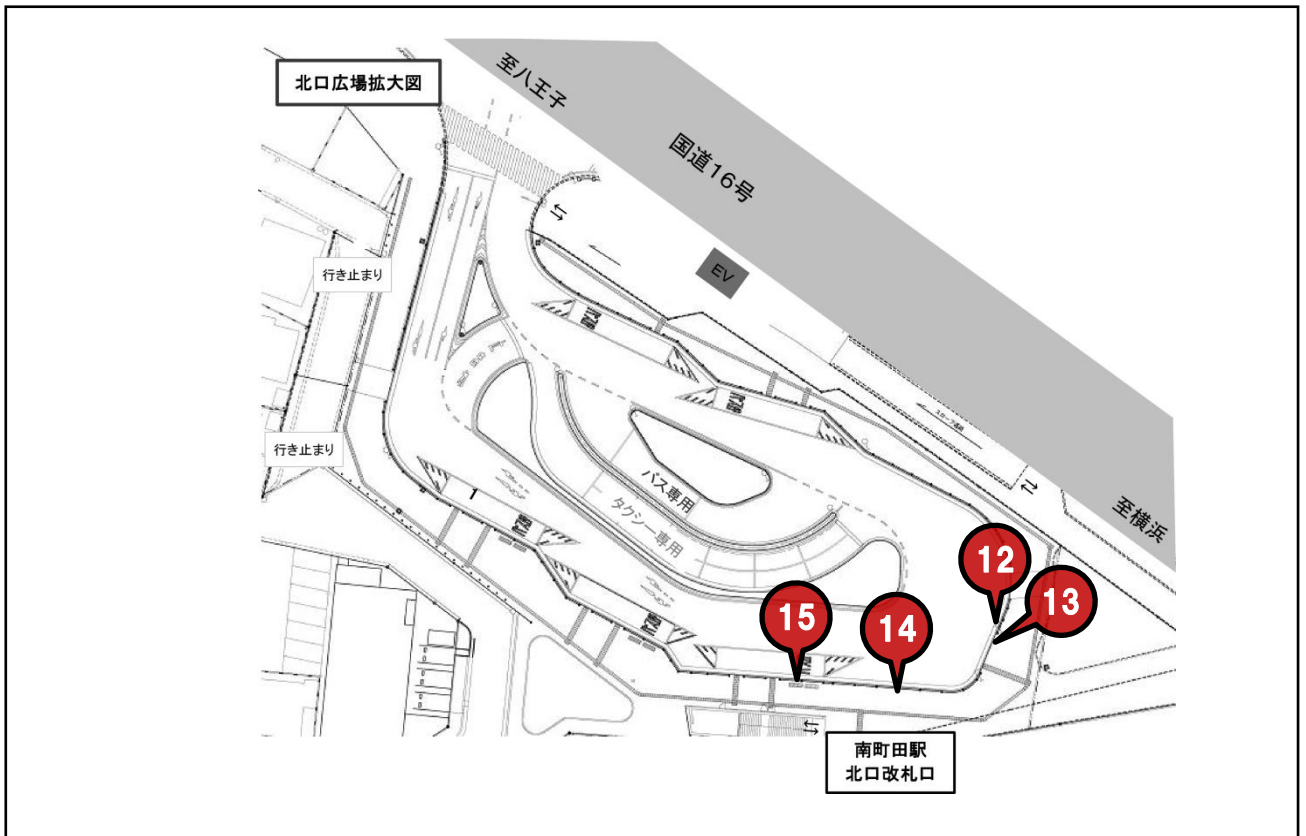 北口広場拡大図
至八王子
国道16号
EV
行き止まり
行き止まり
バス専用
タクシー専用
1
至横浜
12
13
15
14
南町田駅
北口改札口